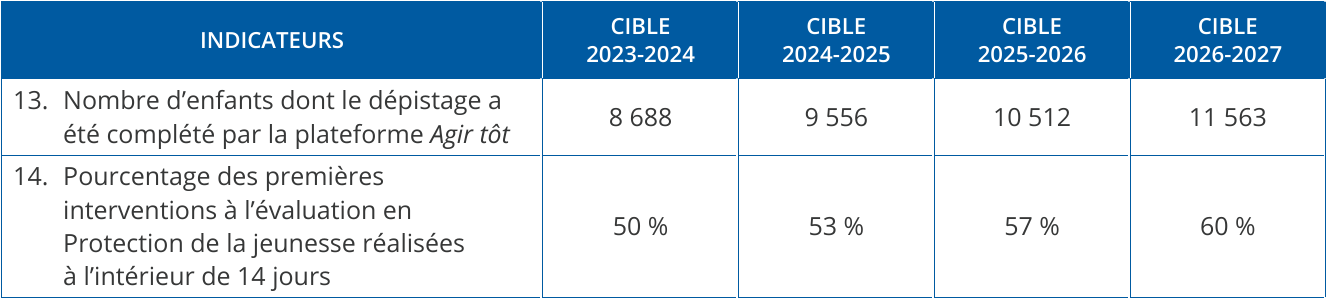 INDICATEURS
CIBLE
2023-2024
CIBLE
2024-2025
CIBLE
2025-2026
CIBLE
2026-2027
13. Nombre d’enfants dont le dépistage a
été complété par la plateforme Agir tôt
8 688
9 556
10 512
11 563
14. Pourcentage des premières
interventions à l’évaluation en
Protection de la jeunesse réalisées
à l’intérieur de 14 jours
50 %
53 %
57 %
60 %